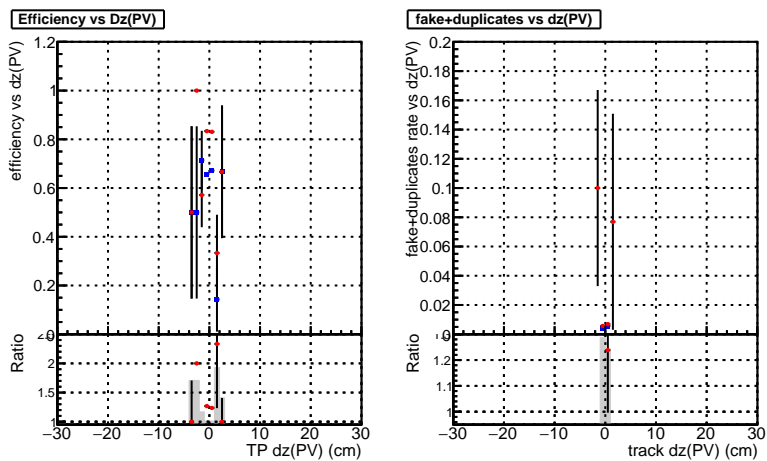 Efficiency vs Dz(PV)
efficiency vs dz(PV)
1.2
1
0.8
0.6
0.4
0.2
0
Ratio
2
1.5
1
−30 −20 −10 0 10 20 30
TP dz(PV) (cm)
fake+duplicates vs dz(PV)
fake+duplicates rate vs dz(PV)
0.2
0.18
0.16
0.14
0.12
0.1
0.08
0.06
0.04
0.02
0
Ratio
1.2
1.1
1
−30 −20 −10 0 10 20 30
track dz(PV) (cm)